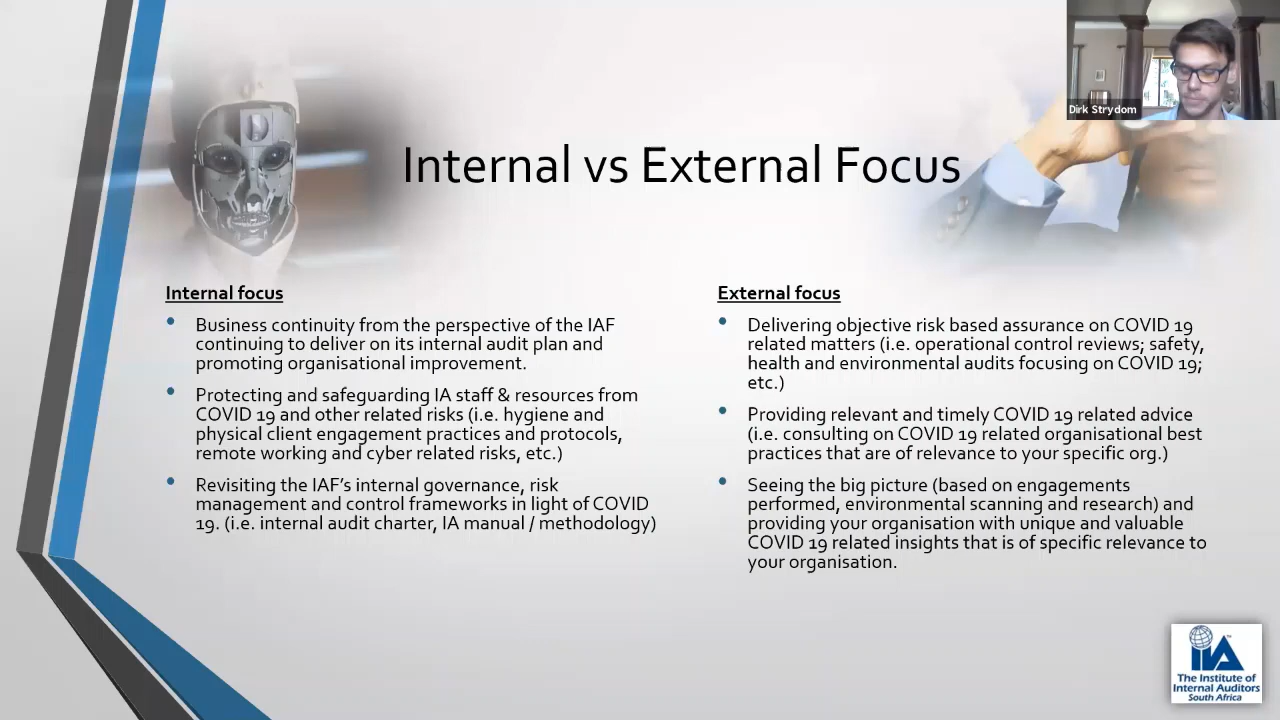 Dirk Strydom
Internal vs External Focus
Internal focus
Business continuity from the perspective of the IAF
continuing to deliver on its internal audit plan and
promoting organisational improvement.
Protecting and safeguarding IA staff & resources from
COVID 19 and other related risks (i.e. hygiene and
physical client engagement practices and protocols,
remote working and cyber related risks, etc.)
Revisiting the IAF's internal governance, risk
management and control frameworks in light of COVID
19. (i.e. internal audit charter, IA manual / methodology)
External focus
Delivering objective risk based assurance on COVID 19
related matters (i.e. operational control reviews; safety,
health and environmental audits focusing on COVID 19;
etc.)
Providing relevant and timely COVID 19 related advice
(i.e. consulting on COVID 19 related organisational best
practices that are of relevance to your specific org.)
Seeing the big picture (based on engagements
performed, environmental scanning and research) and
providing your organisation with unique and valuable
COVID 19 related insights that is of specific relevance to
your organisation.
IIA
The Institute of
Internal Auditors
South Africa